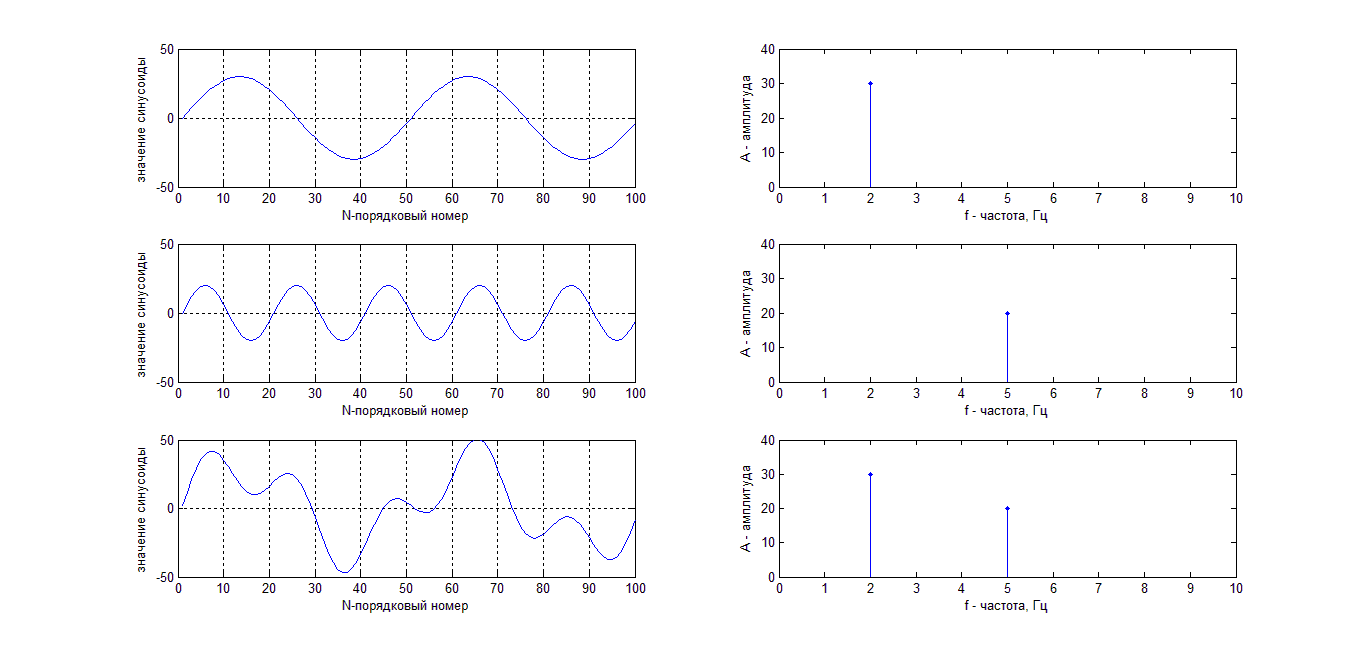 50
0
-50
значение синусоиды
0 10 20 30 40 50 60 70 80 90 100
N-порядковый номер
40
30
20
10
0
A - амплитуда
0 1 2 3 4 5 6 7 8 9 10
f - частота, Гц
50
0
-50
значение синусоиды
0 10 20 30 40 50 60 70 80 90 100
N-порядковый номер
40
30
20
10
0
A - амплитуда
0 1 2 3 4 5 6 7 8 9 10
f - частота, Гц
50
0
-50
значение синусоиды
0 10 20 30 40 50 60 70 80 90 100
N-порядковый номер
40
30
20
10
0
A - амплитуда
0 1 2 3 4 5 6 7 8 9 10
f - частота, Гц